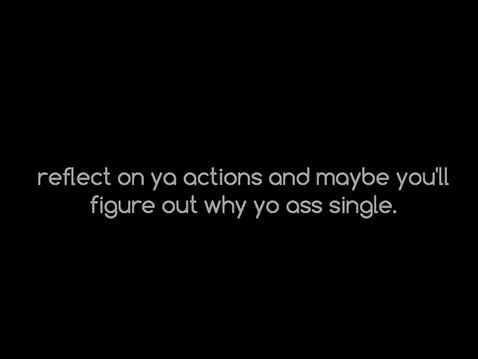 reflect on ya actions and maybe you'll
figure out why yo ass single.